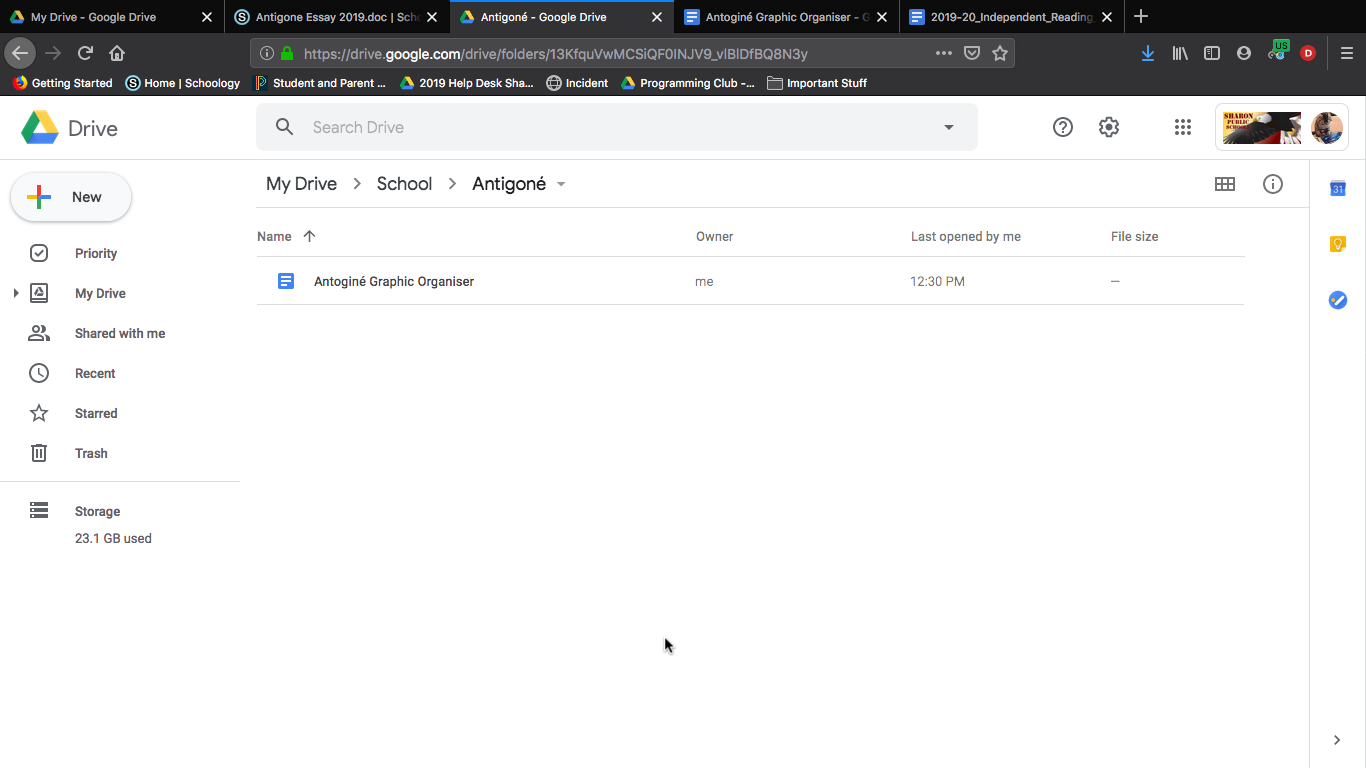 My Drive - Google Drive
Antigone Essay 2019.doc | Sch
Antigoné - Google Drive
Antoginé Graphic Organiser - G
2019-20_Independent_Reading
https://drive.google.com/drive/folders/13KfquVwMCSiQF0INJV9_vlBlDfBQ8N3y
US
D
Getting Started
Home | Schoology
Student and Parent ...
2019 Help Desk Sha...
Incident
Programming Club -...
Important Stuff
Drive
Search Drive
SHARON PUBLIC SCHOOLS
New
My Drive > School > Antigoné
31
Priority
Name
Owner
Last opened by me
File size
My Drive
Antoginé Graphic Organiser
me
12:30 PM
—
Shared with me
Recent
Starred
Trash
Storage
23.1 GB used